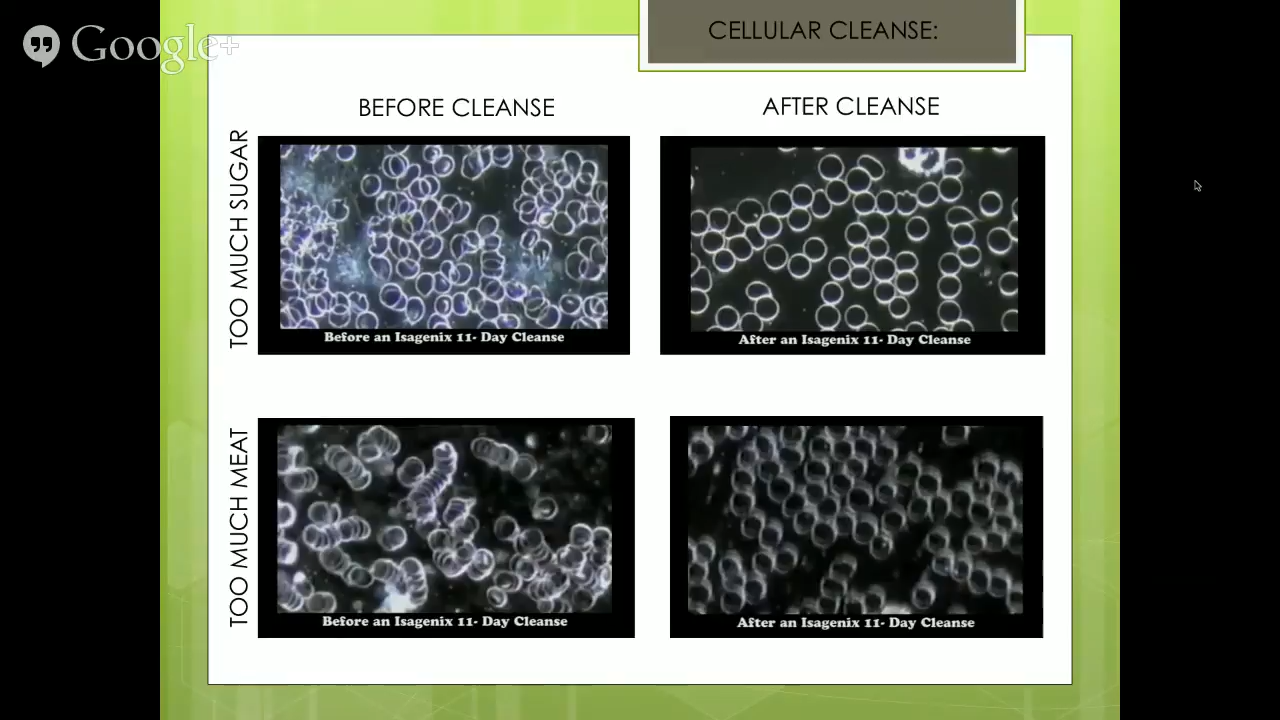 Google+
CELLULAR CLEANSE:
BEFORE CLEANSE
AFTER CLEANSE
TOO MUCH SUGAR
Before an Isagenix 11- Day Cleanse
After an Isagenix 11- Day Cleanse
TOO MUCH MEAT
Before an Isagenix 11- Day Cleanse
After an Isagenix 11- Day Cleanse